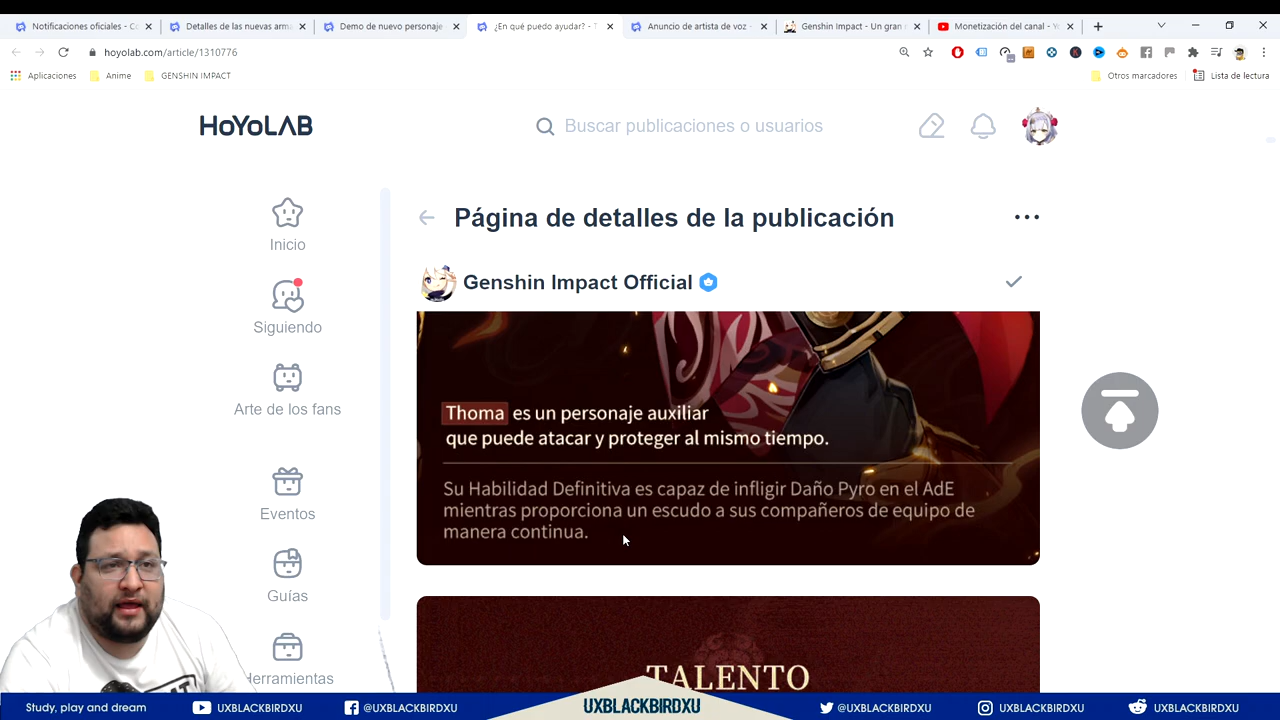 Notificaciones oficiales - C
Detalles de las nuevas arma
Demo de nuevo personaje
¿En qué puedo ayudar? - T
Anuncio de artista de voz -
Genshin Impact - Un gran
Monetización del canal - Y
hoyolab.com/article/1310776
Aplicaciones
Anime
GENSHIN IMPACT
Otros marcadores
Lista de lectura
HoYoLAB
Buscar publicaciones o usuarios
Inicio
Siguiendo
Arte de los fans
Eventos
Guías
Herramientas
Página de detalles de la publicación
Genshin Impact Official
Thoma es un personaje auxiliar
que puede atacar y proteger al mismo tiempo.
Su Habilidad Definitiva es capaz de infligir Daño Pyro en el AdE
mientras proporciona un escudo a sus compañeros de equipo de
manera continua.
TALENTO
Study, play and dream
UXBLACKBIRDXU
@UXBLACKBIRDXU
UXBLACKBIRDXU
@UXBLACKBIRDXU
UXBLACKBIRDXU
UXBLACKBIRDXU